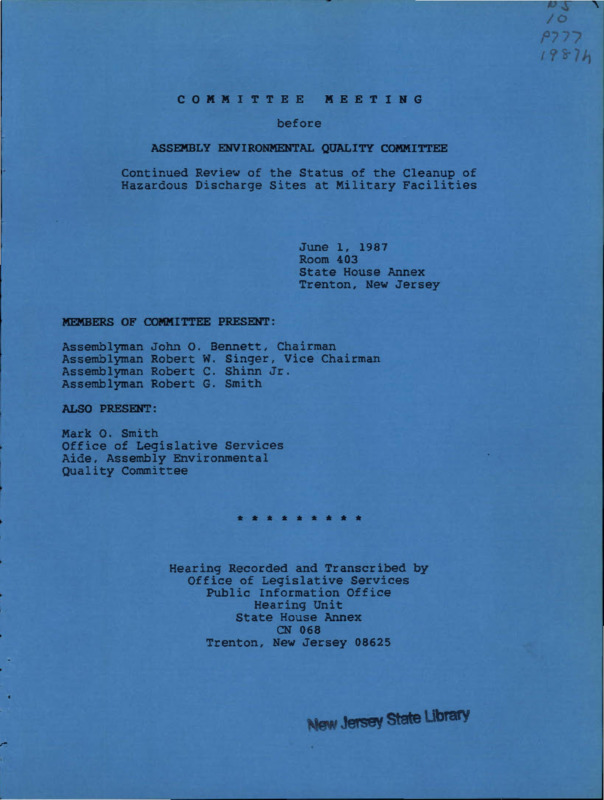 10
P777
1987h
COMMITTEE MEETING
before
ASSEMBLY ENVIRONMENTAL QUALITY COMMITTEE
Continued Review of the Status of the Cleanup of
Hazardous Discharge Sites at Military Facilities
June 1, 1987
Room 403
State House Annex
Trenton, New Jersey
MEMBERS OF COMMITTEE PRESENT:
Assemblyman John O. Bennett, Chairman
Assemblyman Robert W. Singer, Vice Chairman
Assemblyman Robert C. Shinn Jr.
Assemblyman Robert G. Smith
ALSO PRESENT:
Mark O. Smith
Office of Legislative Services
Aide, Assembly Environmental
Quality Committee
* * * * * * * * *
Hearing Recorded and Transcribed by
Office of Legislative Services
Public Information Office
Hearing Unit
State House Annex
CN 068
Trenton, New Jersey 08625
New Jersey State Library